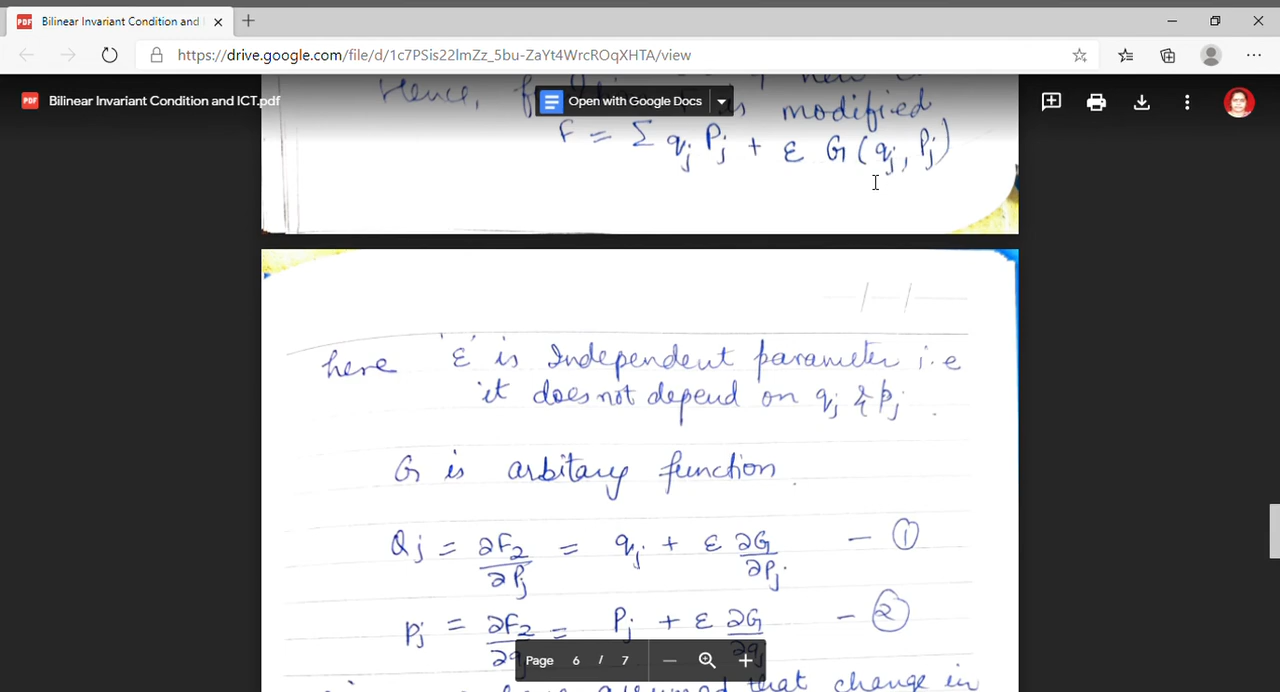 Bilinear Invariant Condition and
https://drive.google.com/file/d/1c7PSis22lmZz_5bu-ZaYt4WrcROqXHTA/view
Bilinear Invariant Condition and ICT.pdf
Open with Google Docs
Hence,
is modified
F = Σ qj Pj + ε G (qj, Pj)
here 'ε' is Independent parameter i.e
it does not depend on qj & pj .
G is arbitary function .
Qj = ∂F2/∂Pj = qj + ε ∂G/∂Pj – ①
pj = ∂F2/∂qj = Pj + ε ∂G/∂qj – ②
Page 6 / 7
assumed that change in